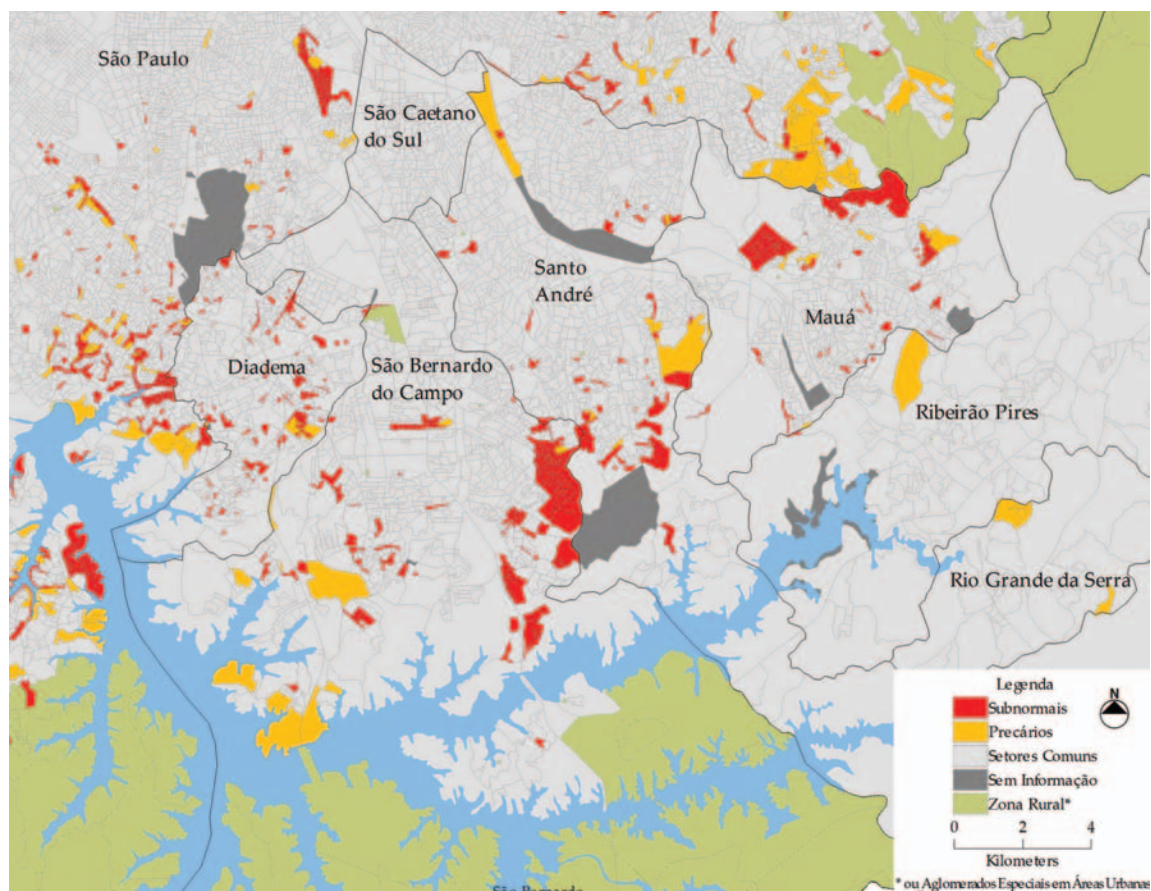 São Paulo
São Caetano
do Sul
Santo
André
Mauá
Diadema
São Bernardo
do Campo
Ribeirão Pires
Rio Grande da Serra
Legenda
N
Subnormais
Precários
Setores Comuns
Sem Informação
Zona Rural*
0 2 4
Kilometers
* ou Aglomerados Especiais em Áreas Urbanas
São Bernardo